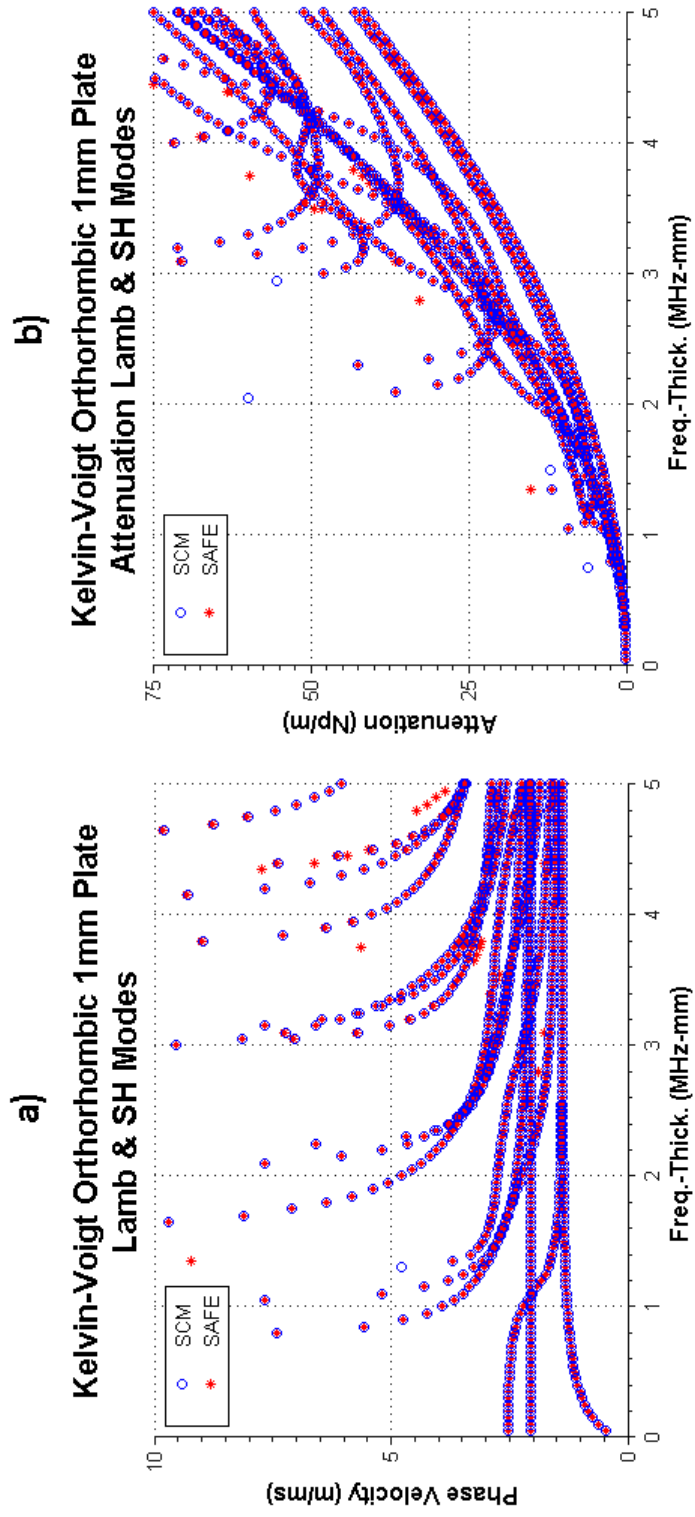 a)
Kelvin-Voigt Orthorhombic 1mm Plate
Lamb & SH Modes
SCM
SAFE
10
5
0
Phase Velocity (m/ms)
0 1 2 3 4 5
Freq.-Thick. (MHz-mm)
b)
Kelvin-Voigt Orthorhombic 1mm Plate
Attenuation Lamb & SH Modes
SCM
SAFE
75
50
25
0
Attenuation (Np/m)
0 1 2 3 4 5
Freq.-Thick. (MHz-mm)